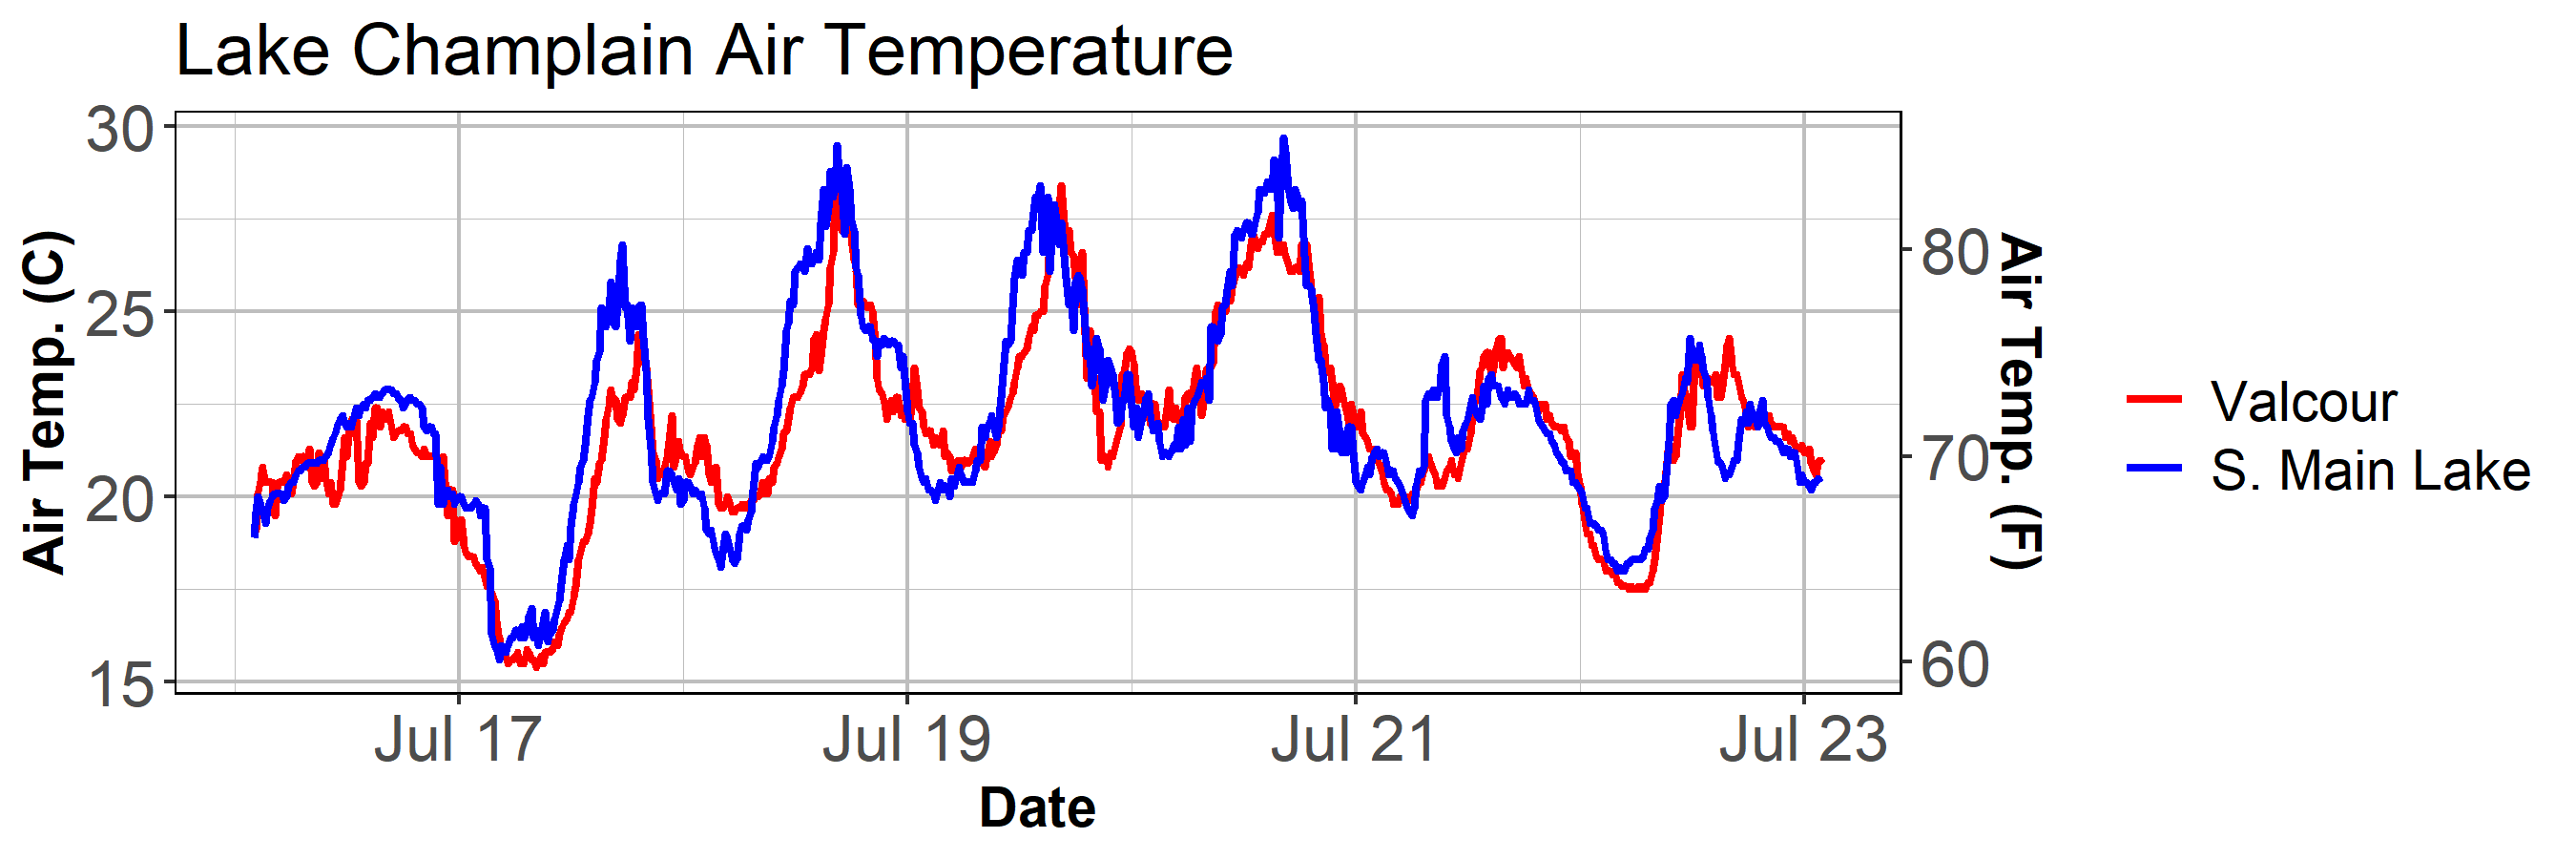 Lake Champlain Air Temperature
Air Temp. (C)
30
25
20
15
80
70
60
Air Temp. (F)
Jul 17
Jul 19
Jul 21
Jul 23
Date
Valcour
S. Main Lake